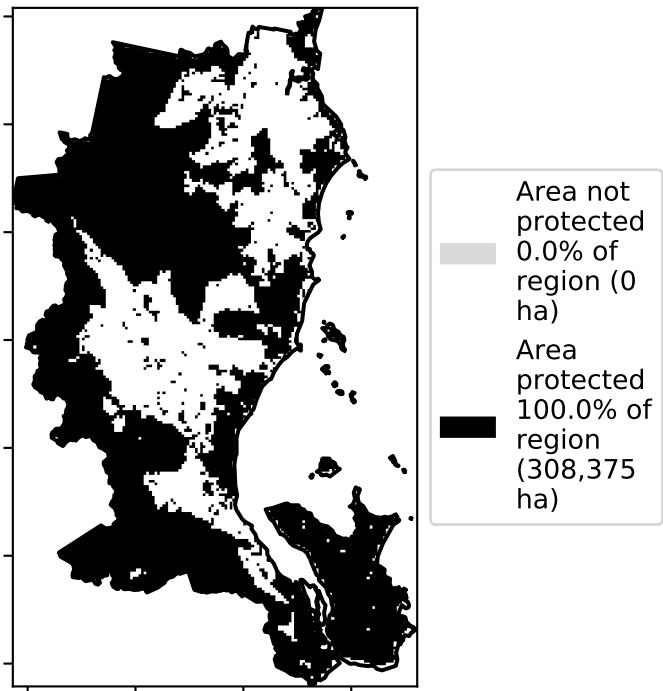 Area not
protected
0.0% of
region (0
ha)
Area
protected
100.0% of
region
(308,375
ha)